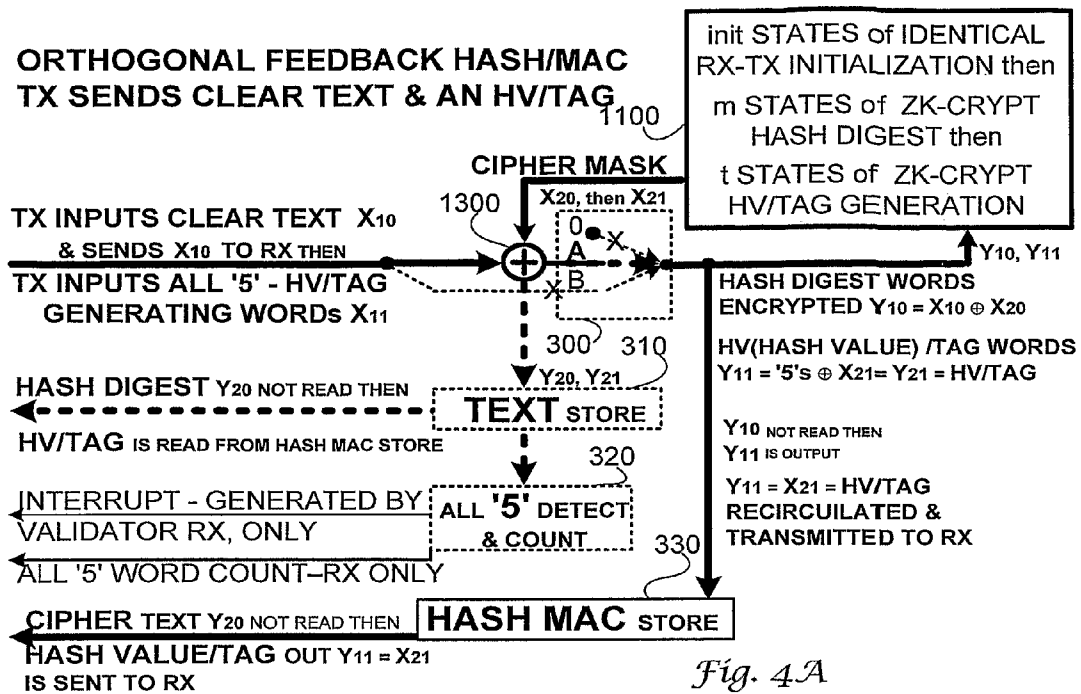 ORTHOGONAL FEEDBACK HASH/MAC
TX SENDS CLEAR TEXT & AN HV/TAG
1100
init STATES of IDENTICAL
RX-TX INITIALIZATION then
m STATES of ZK-CRYPT
HASH DIGEST then
t STATES of ZK-CRYPT
HV/TAG GENERATION
CIPHER MASK
X20, then X21
1300
TX INPUTS CLEAR TEXT X10
& SENDS X10 TO RX THEN
TX INPUTS ALL '5' - HV/TAG
GENERATING WORDs X11
0
X
A
B
X
300
Y10, Y11
HASH DIGEST WORDS
ENCRYPTED Y10 = X10 ⊕ X20
HV(HASH VALUE) /TAG WORDS
Y11 = '5's ⊕ X21= Y21 = HV/TAG
310
Y20, Y21
TEXT STORE
HASH DIGEST Y20 NOT READ THEN
HV/TAG IS READ FROM HASH MAC STORE
Y10 NOT READ THEN
Y11 IS OUTPUT
Y11 = X21 = HV/TAG
RECIRCUILATED &
TRANSMITTED TO RX
320
ALL '5' DETECT
& COUNT
INTERRUPT - GENERATED BY
VALIDATOR RX, ONLY
ALL '5' WORD COUNT–RX ONLY
330
HASH MAC STORE
CIPHER TEXT Y20 NOT READ THEN
HASH VALUE/TAG OUT Y11 = X21
IS SENT TO RX
Fig. 4A